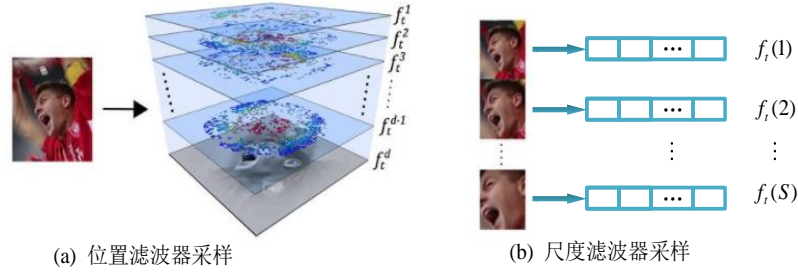 f_t^1
f_t^2
f_t^3
f_t^{d-1}
f_t^d
(a) 位置滤波器采样
... f_t(1)
... f_t(2)
... f_t(S)
(b) 尺度滤波器采样